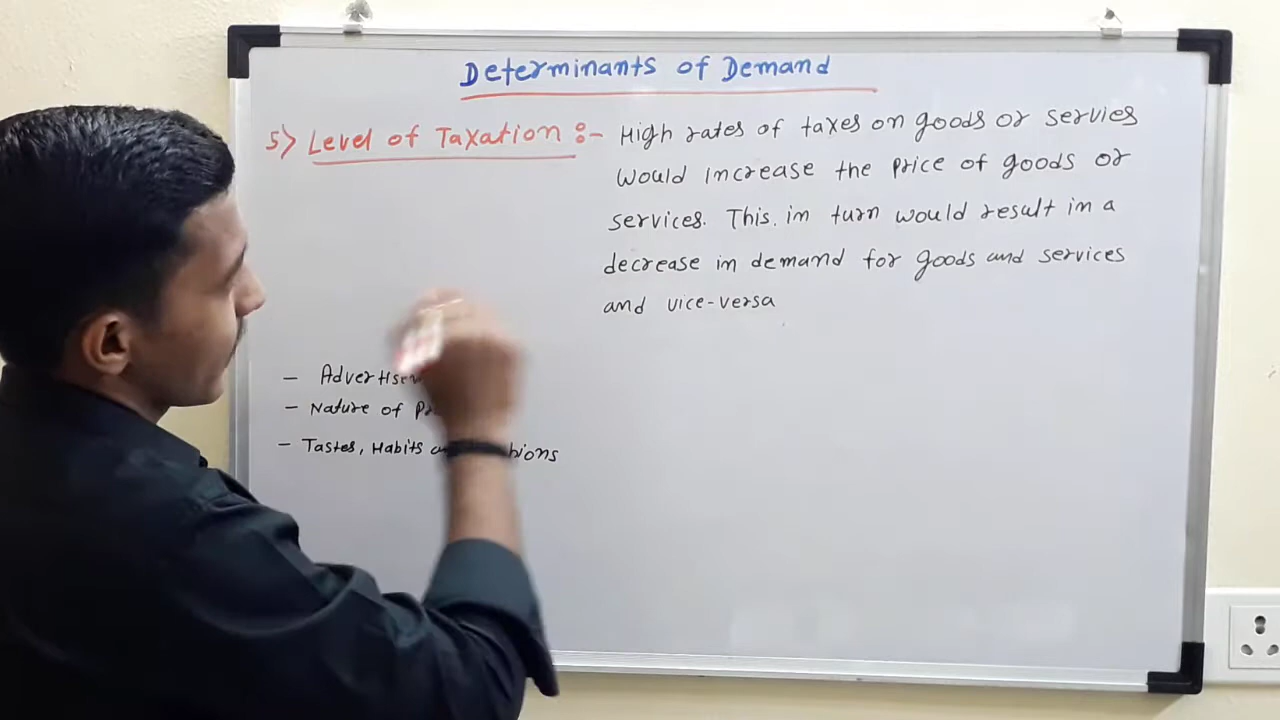 Determinants of Demand
5) Level of Taxation :- High rates of taxes on goods or servies
would increase the price of goods or
services. This. in turn would result in a
decrease in demand for goods and services
and vice-versa
-
- Nature of
- Tastes, Habits